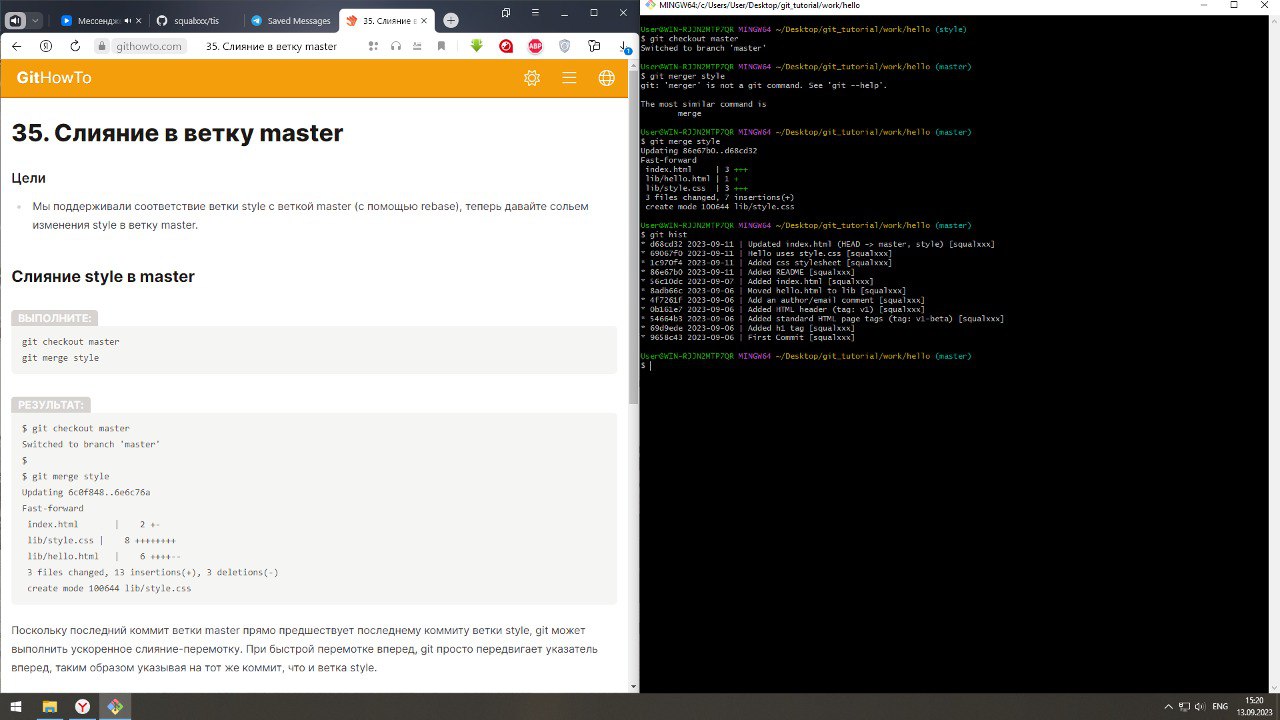 Мессендж
squalxxx/tis
Saved Messages
35. Слияние в
githowto.com
35. Слияние в ветку master
ABP
1
GitHowTo
35. Слияние в ветку master
Цели
Мы поддерживали соответствие ветки style с веткой master (с помощью rebase), теперь давайте сольем
изменения style в ветку master.
Слияние style в master
ВЫПОЛНИТЕ:
git checkout master
git merge style
РЕЗУЛЬТАТ:
$ git checkout master
Switched to branch 'master'
$
$ git merge style
Updating 6c0f848..6e6c76a
Fast-forward
index.html | 2 +-
lib/style.css | 8 ++++++++
lib/hello.html | 6 ++++--
3 files changed, 13 insertions(+), 3 deletions(-)
create mode 100644 lib/style.css
Поскольку последний коммит ветки master прямо предшествует последнему коммиту ветки style, git может
выполнить ускоренное слияние-перемотку. При быстрой перемотке вперед, git просто передвигает указатель
вперед, таким образом указывая на тот же коммит, что и ветка style.
MINGW64:/c/Users/User/Desktop/git_tutorial/work/hello
User@WIN-RJJN2MTP7QR MINGW64 ~/Desktop/git_tutorial/work/hello (style)
$ git checkout master
Switched to branch 'master'
User@WIN-RJJN2MTP7QR MINGW64 ~/Desktop/git_tutorial/work/hello (master)
$ git merger style
git: 'merger' is not a git command. See 'git --help'.
The most similar command is
merge
User@WIN-RJJN2MTP7QR MINGW64 ~/Desktop/git_tutorial/work/hello (master)
$ git merge style
Updating 86e67b0..d68cd32
Fast-forward
index.html | 3 +++
lib/hello.html | 1 +
lib/style.css | 3 +++
3 files changed, 7 insertions(+)
create mode 100644 lib/style.css
User@WIN-RJJN2MTP7QR MINGW64 ~/Desktop/git_tutorial/work/hello (master)
$ git hist
* d68cd32 2023-09-11 | Updated index.html (HEAD -> master, style) [squalxxx]
* 69067f0 2023-09-11 | Hello uses style.css [squalxxx]
* 1c970f4 2023-09-11 | Added css stylesheet [squalxxx]
* 86e67b0 2023-09-11 | Added README [squalxxx]
* 56c10dc 2023-09-07 | Added index.html [squalxxx]
* 8adb66c 2023-09-06 | Moved hello.html to lib [squalxxx]
* 4f7261f 2023-09-06 | Add an author/email comment [squalxxx]
* 0b161e7 2023-09-06 | Added HTML header (tag: v1) [squalxxx]
* 54664b3 2023-09-06 | Added standard HTML page tags (tag: v1-beta) [squalxxx]
* 69d9ede 2023-09-06 | Added h1 tag [squalxxx]
* 9658c43 2023-09-06 | First Commit [squalxxx]
User@WIN-RJJN2MTP7QR MINGW64 ~/Desktop/git_tutorial/work/hello (master)
$
ENG
15:20
13.09.2023